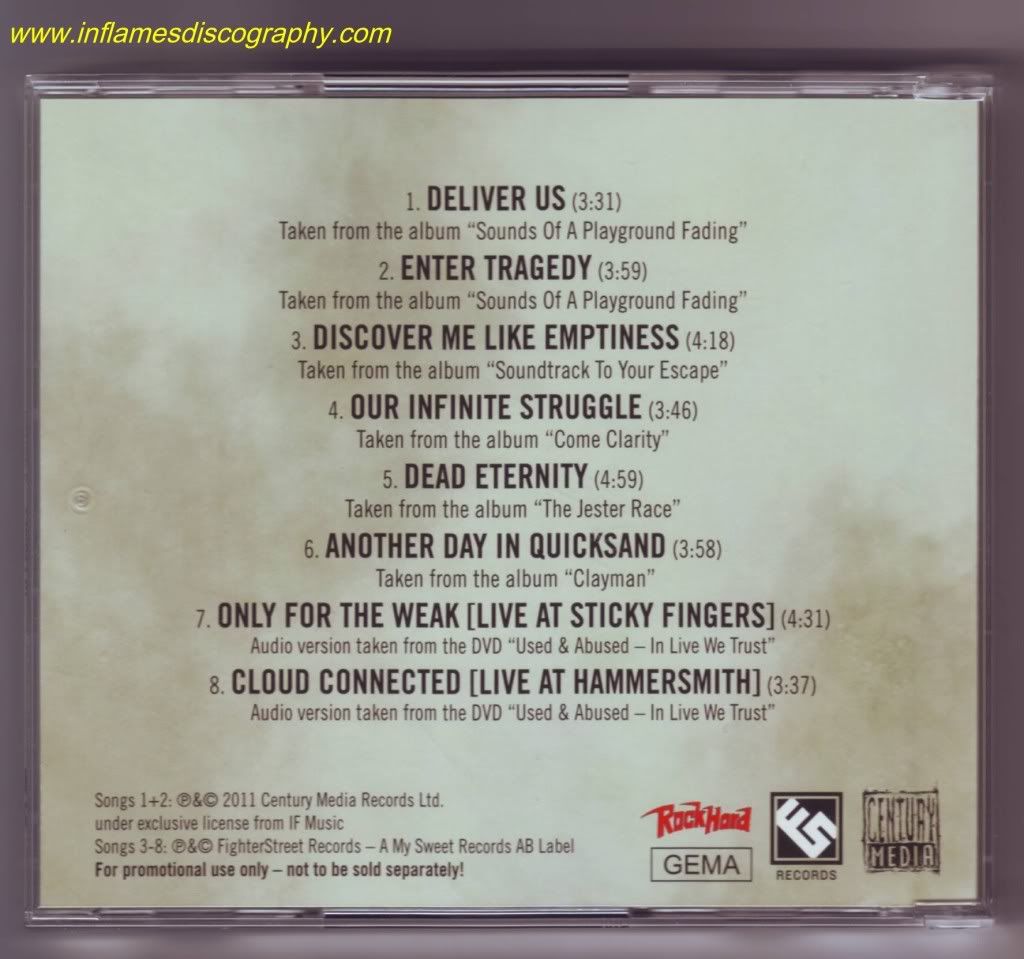 www.inflamesdiscography.com
1. DELIVER US (3:31)
Taken from the album “Sounds Of A Playground Fading”
2. ENTER TRAGEDY (3:59)
Taken from the album “Sounds Of A Playground Fading”
3. DISCOVER ME LIKE EMPTINESS (4:18)
Taken from the album “Soundtrack To Your Escape”
4. OUR INFINITE STRUGGLE (3:46)
Taken from the album “Come Clarity”
5. DEAD ETERNITY (4:59)
Taken from the album “The Jester Race”
6. ANOTHER DAY IN QUICKSAND (3:58)
Taken from the album “Clayman”
7. ONLY FOR THE WEAK [LIVE AT STICKY FINGERS] (4:31)
Audio version taken from the DVD “Used & Abused – In Live We Trust”
8. CLOUD CONNECTED [LIVE AT HAMMERSMITH] (3:37)
Audio version taken from the DVD “Used & Abused – In Live We Trust”
Songs 1+2: ℗&© 2011 Century Media Records Ltd.
under exclusive license from IF Music
Songs 3-8: ℗&© FighterStreet Records – A My Sweet Records AB Label
For promotional use only – not to be sold separately!
RockHard
GEMA
FS
RECORDS
CENTURY
MEDIA